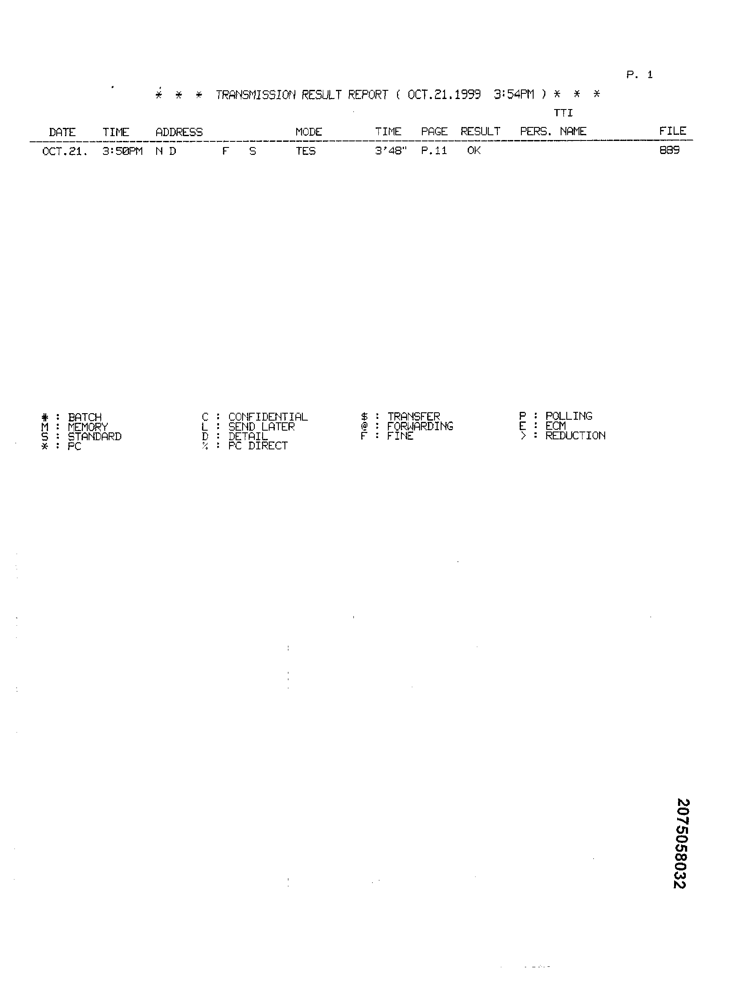 P. 1
* * * TRANSMISSION RESULT REPORT ( OCT.21.1999 3:54PM ) * * *
TTI
DATE TIME ADDRESS MODE TIME PAGE RESULT PERS. NAME FILE
OCT.21. 3:50PM N D F S TES 3'48" P.11 OK 889
# : BATCH C : CONFIDENTIAL $ : TRANSFER P : POLLING
M : MEMORY L : SEND LATER @ : FORWARDING E : ECM
S : STANDARD D : DETAIL F : FINE > : REDUCTION
* : PC % : PC DIRECT
2075058032